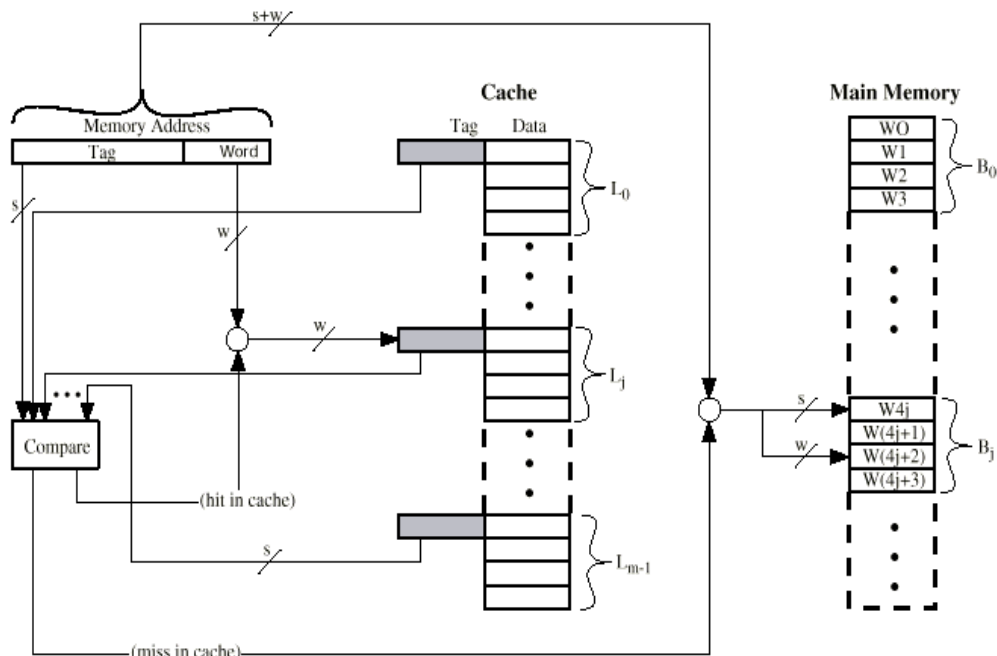 s+w
Cache
Main Memory
Memory Address
Tag Data
Tag Word
WO
W1
W2
W3
B0
L0
s
w
w
Lj
s
W4j
W(4j+1)
W(4j+2)
W(4j+3)
w
Bj
Compare
(hit in cache)
s
Lm-1
(miss in cache)